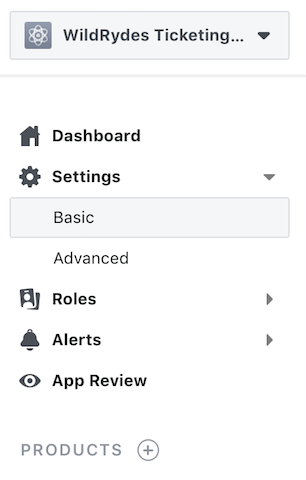 WildRydes Ticketing...
Dashboard
Settings
Basic
Advanced
Roles
Alerts
App Review
PRODUCTS